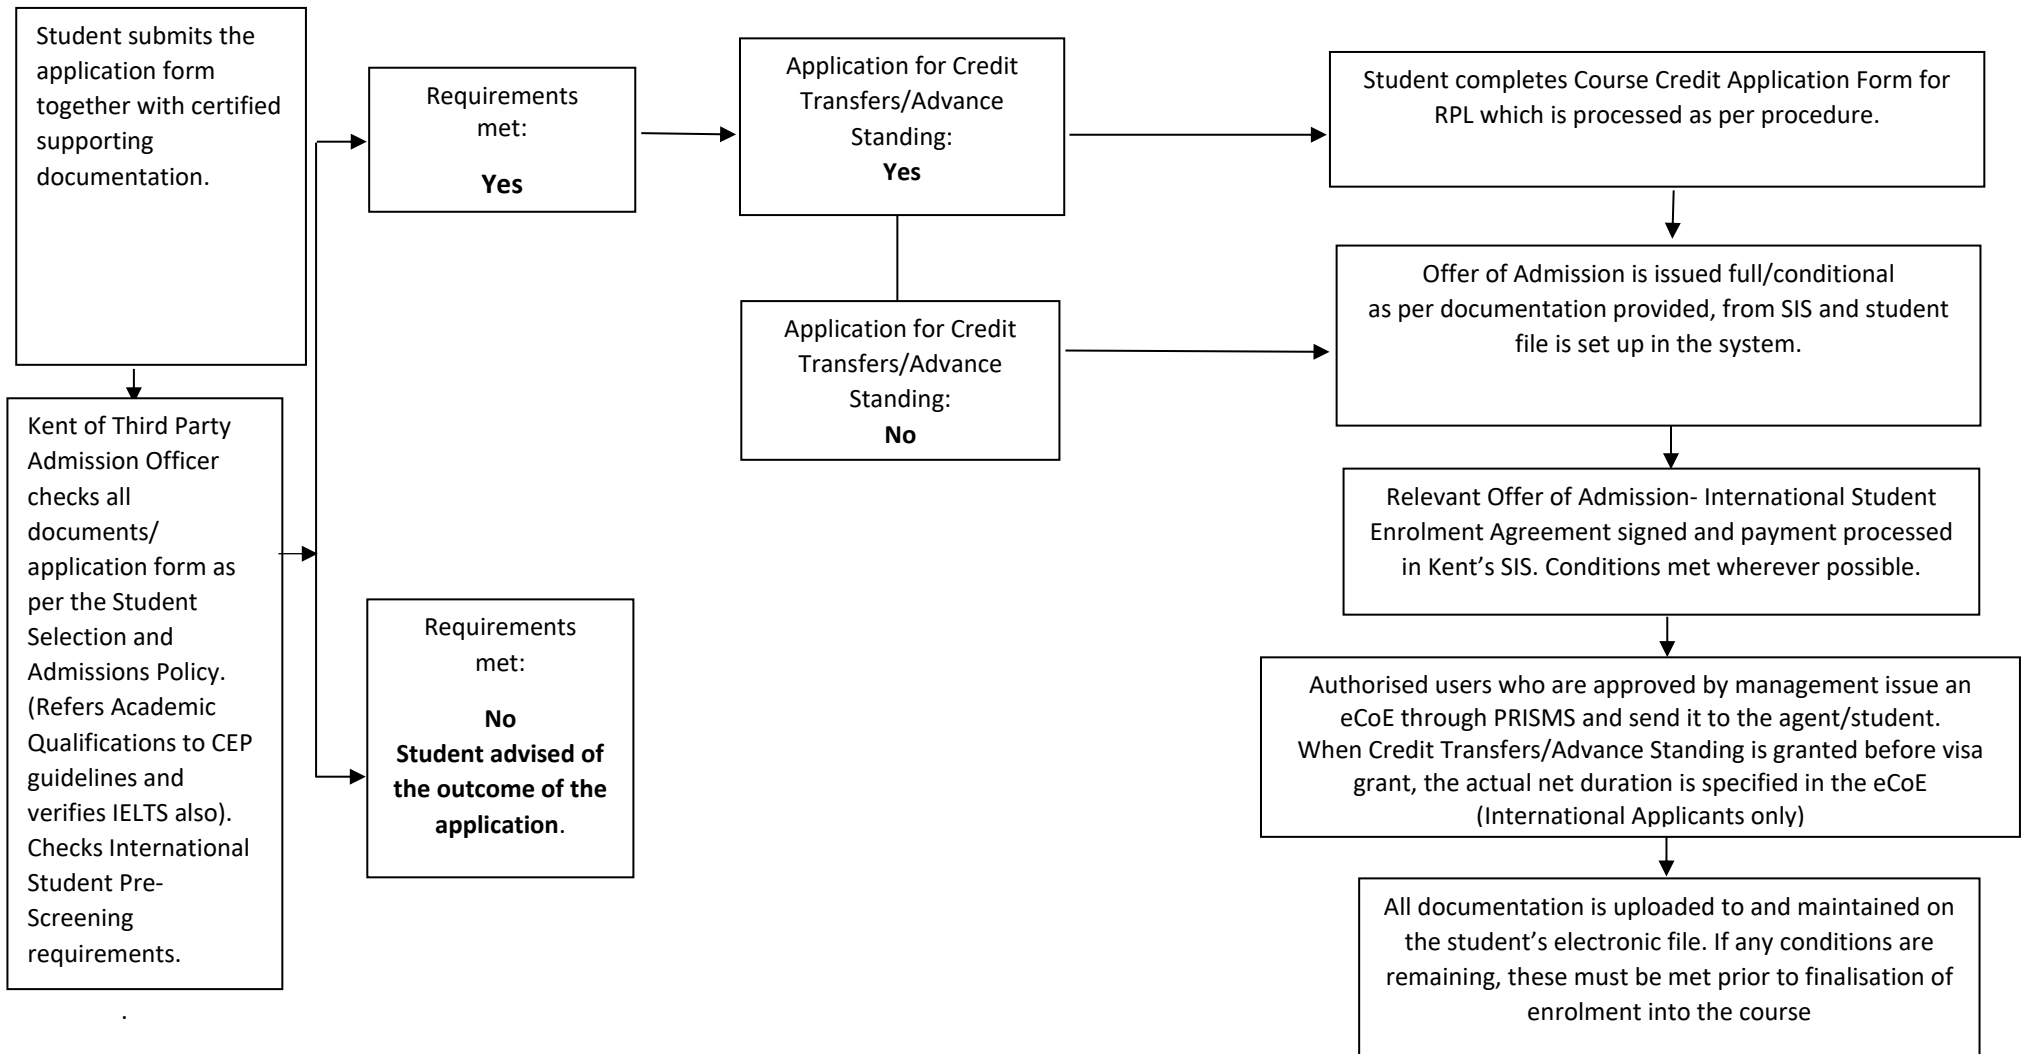 Student submits the
application form
together with certified
supporting
documentation.
Kent of Third Party
Admission Officer
checks all
documents/
application form as
per the Student
Selection and
Admissions Policy.
(Refers Academic
Qualifications to CEP
guidelines and
verifies IELTS also).
Checks International
Student Pre-
Screening
requirements.
.
Requirements
met:
Yes
Requirements
met:
No
Student advised of
the outcome of the
application.
Application for Credit
Transfers/Advance
Standing:
Yes
Application for Credit
Transfers/Advance
Standing:
No
Student completes Course Credit Application Form for
RPL which is processed as per procedure.
Offer of Admission is issued full/conditional
as per documentation provided, from SIS and student
file is set up in the system.
Relevant Offer of Admission- International Student
Enrolment Agreement signed and payment processed
in Kent’s SIS. Conditions met wherever possible.
Authorised users who are approved by management issue an
eCoE through PRISMS and send it to the agent/student.
When Credit Transfers/Advance Standing is granted before visa
grant, the actual net duration is specified in the eCoE
(International Applicants only)
All documentation is uploaded to and maintained on
the student’s electronic file. If any conditions are
remaining, these must be met prior to finalisation of
enrolment into the course